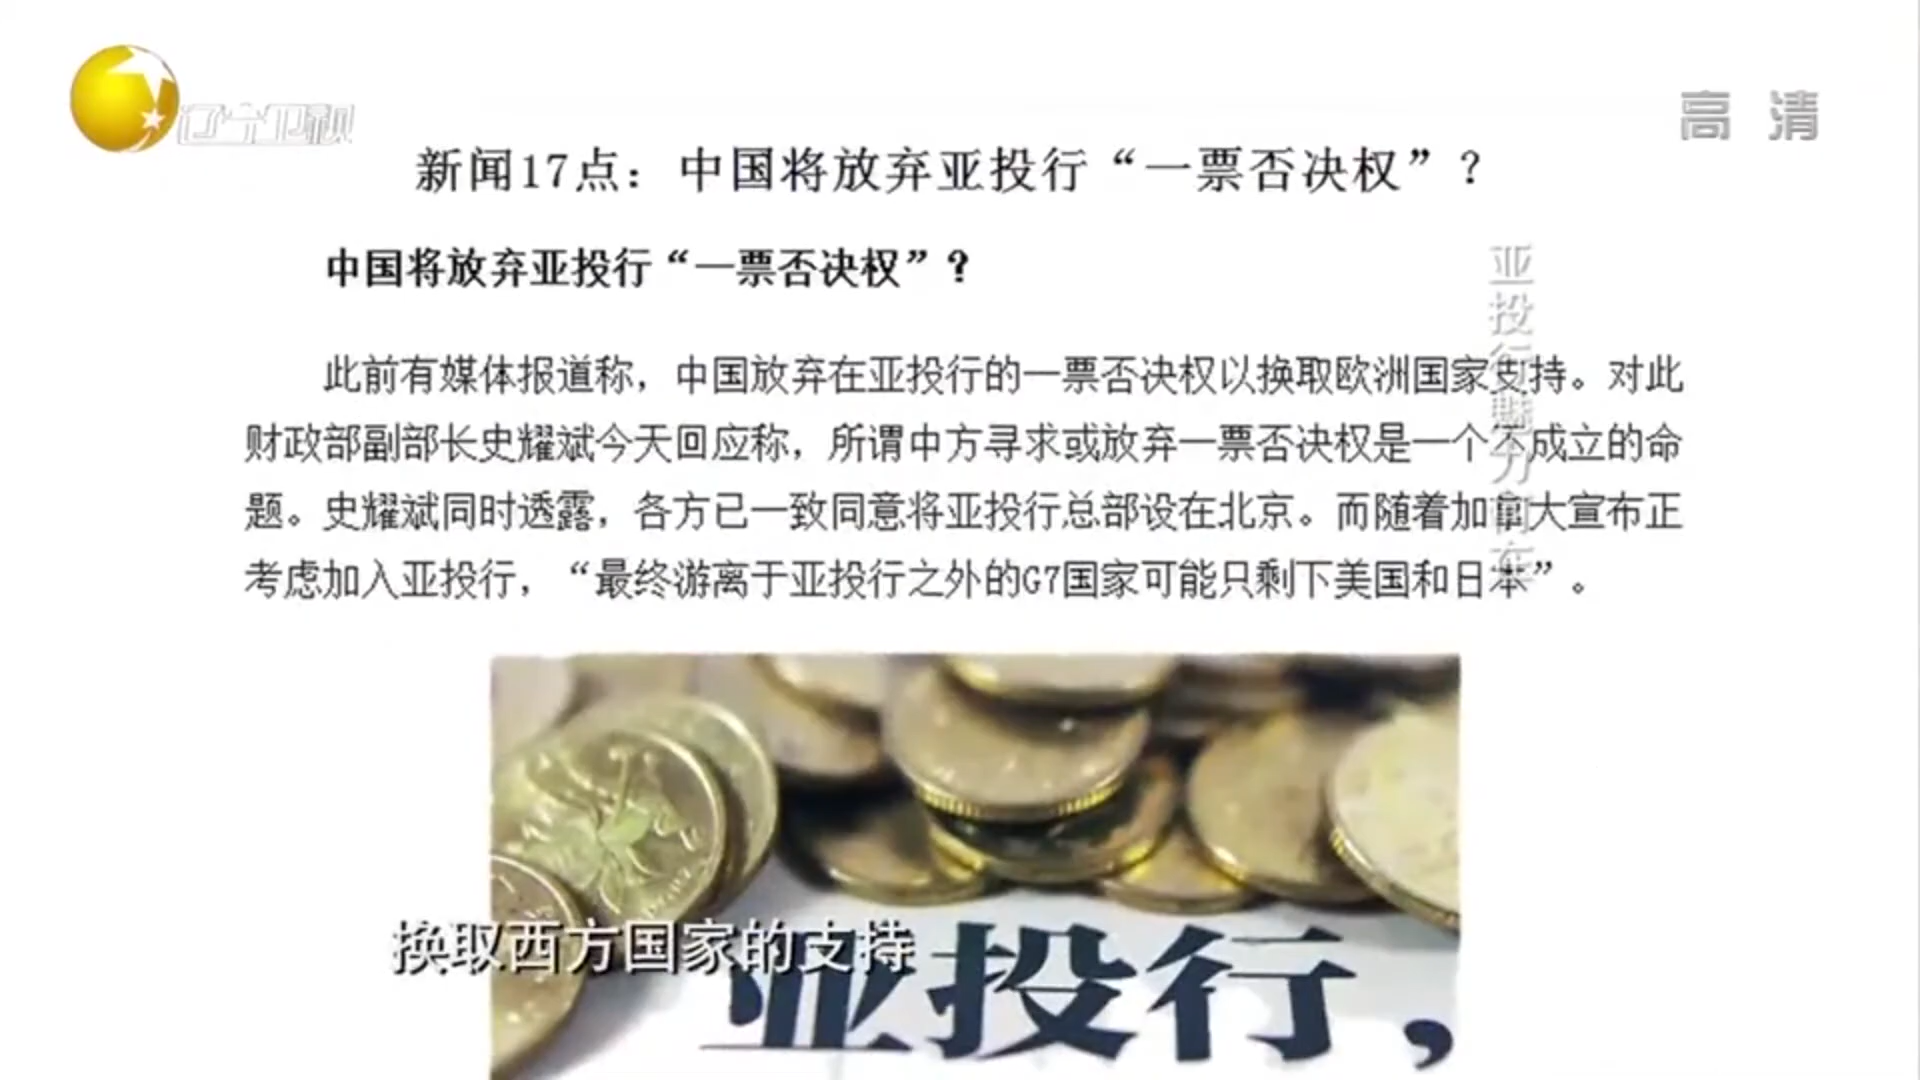 辽宁卫视
高 清
新闻17点：中国将放弃亚投行“一票否决权”？
中国将放弃亚投行“一票否决权”？
此前有媒体报道称，中国放弃在亚投行的一票否决权以换取欧洲国家支持。对此
财政部副部长史耀斌今天回应称，所谓中方寻求或放弃一票否决权是一个不成立的命
题。史耀斌同时透露，各方已一致同意将亚投行总部设在北京。而随着加拿大宣布正
考虑加入亚投行，“最终游离于亚投行之外的G7国家可能只剩下美国和日本”。
亚投行魅力何在
换取西方国家的支持
亚投行，